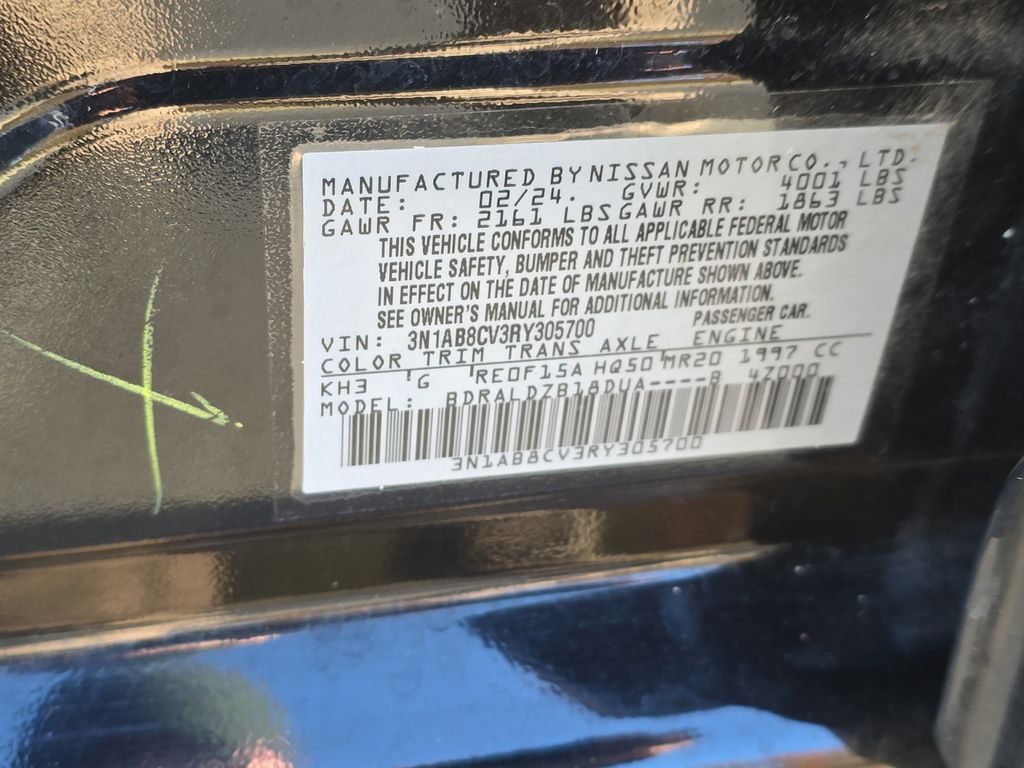 MANUFACTURED BY NISSAN MOTOR CO., LTD.
DATE: 02/24. GVWR: 4001 LBS
GAWR FR: 2161 LBS GAWR RR: 1863 LBS
THIS VEHICLE CONFORMS TO ALL APPLICABLE FEDERAL MOTOR
VEHICLE SAFETY, BUMPER AND THEFT PREVENTION STANDARDS
IN EFFECT ON THE DATE OF MANUFACTURE SHOWN ABOVE.
SEE OWNER'S MANUAL FOR ADDITIONAL INFORMATION.
VIN: 3N1AB8CV3RY305700 PASSENGER CAR.
COLOR TRIM TRANS AXLE ENGINE
KH3 G RE0F15A HQ50 MR20 1997 CC
MODEL: BDRALDZB18DUA----B 4Z000
3N1AB8CV3RY305700